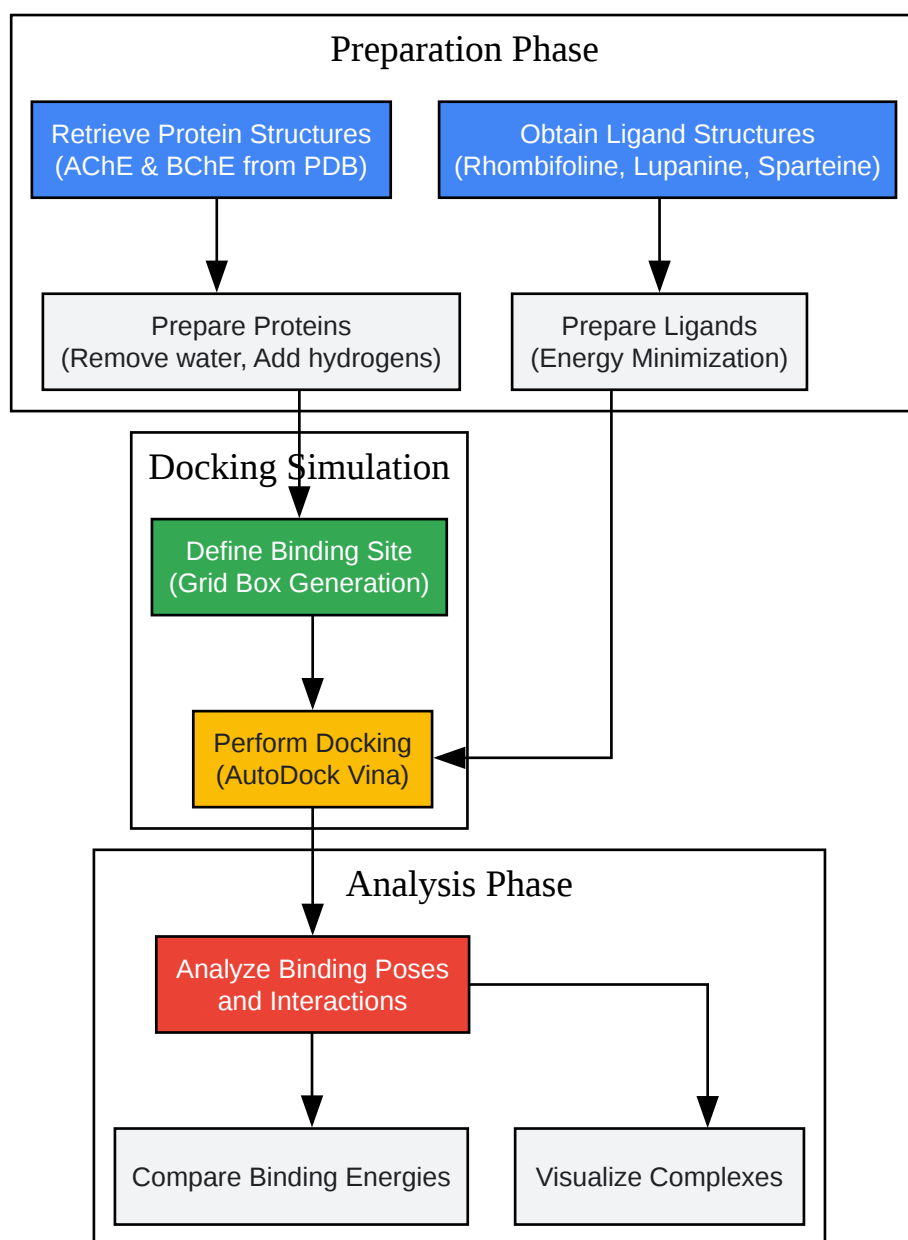 Preparation Phase
Retrieve Protein Structures
(AChE & BChE from PDB)
Obtain Ligand Structures
(Rhombifoline, Lupanine, Sparteine)
Prepare Proteins
(Remove water, Add hydrogens)
Prepare Ligands
(Energy Minimization)
Docking Simulation
Define Binding Site
(Grid Box Generation)
Perform Docking
(AutoDock Vina)
Analysis Phase
Analyze Binding Poses
and Interactions
Compare Binding Energies
Visualize Complexes